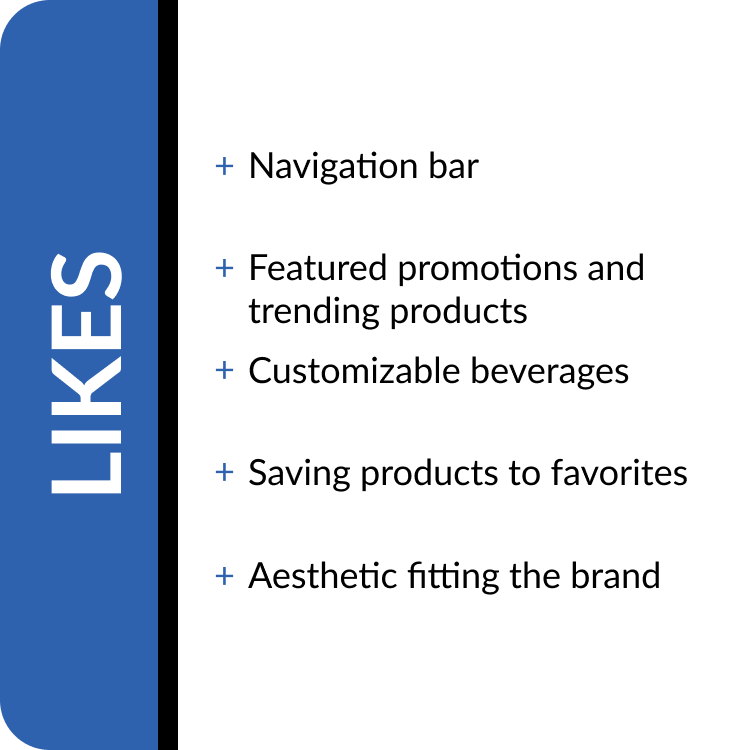 LIKES
+ Navigation bar
+ Featured promotions and
trending products
+ Customizable beverages
+ Saving products to favorites
+ Aesthetic fitting the brand